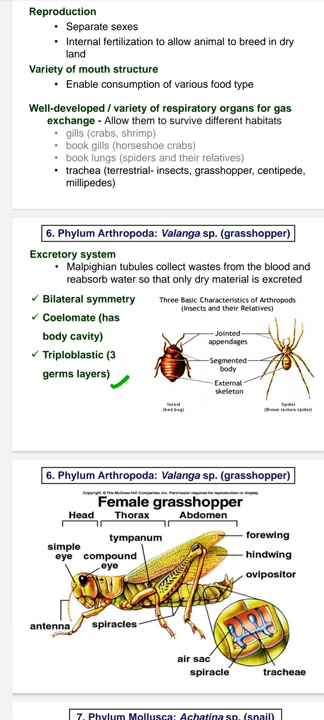 Reproduction
• Separate sexes
• Internal fertilization to allow animal to breed in dry
land
Variety of mouth structure
• Enable consumption of various food type
Well-developed / variety of respiratory organs for gas
exchange - Allow them to survive different habitats
• gills (crabs, shrimp)
• book gills (horseshoe crabs)
• book lungs (spiders and their relatives)
• trachea (terrestrial- insects, grasshopper, centipede,
millipedes)
6. Phylum Arthropoda: Valanga sp. (grasshopper)
Excretory system
• Malpighian tubules collect wastes from the blood and
reabsorb water so that only dry material is excreted
✓ Bilateral symmetry
✓ Coelomate (has
body cavity)
✓ Triploblastic (3
germs layers)
Three Basic Characteristics of Arthropods
(Insects and their Relatives)
Jointed
appendages
Segmented
body
External
skeleton
Insect
(bed bug)
Spider
(Brown recluse spider)
6. Phylum Arthropoda: Valanga sp. (grasshopper)
Copyright © The McGraw-Hill Companies, Inc. Permission required for reproduction or display.
Female grasshopper
Head Thorax Abdomen
tympanum
forewing
simple
eye
compound
eye
hindwing
ovipositor
antenna
spiracles
air sac
spiracle
tracheae
7. Phylum Mollusca: Achatina sp. (snail)